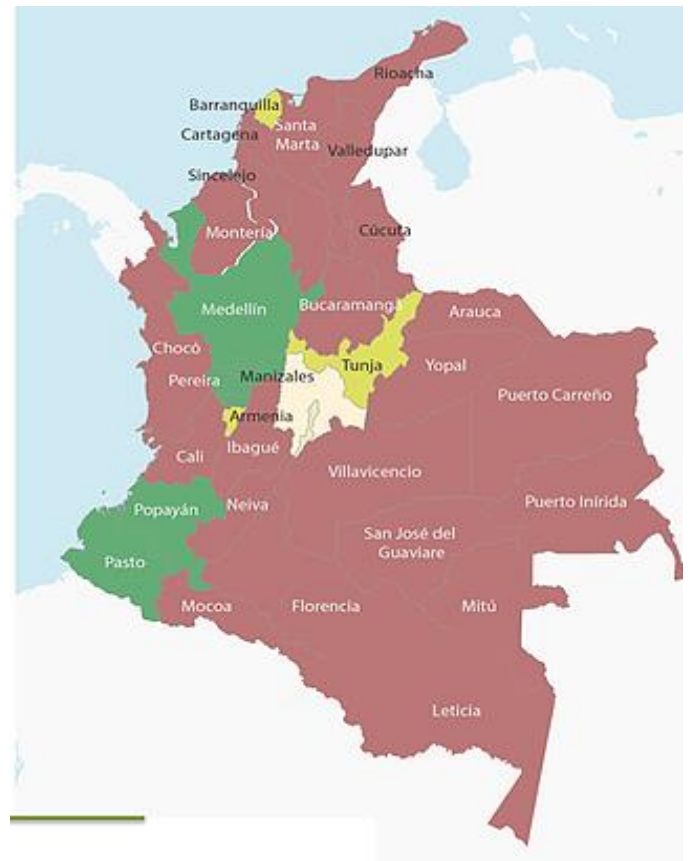 Rioacha
Barranquilla
Santa
Marta
Cartagena
Valledupar
Sincelejo
Montería
Cúcuta
Medellín
Bucaramanga
Arauca
Chocó
Tunja
Yopal
Manizales
Pereira
Puerto Carreño
Armenia
Ibagué
Cali
Villavicencio
Puerto Inírida
Popayán
Neiva
San José del
Guaviare
Pasto
Mocoa
Florencia
Mitú
Leticia